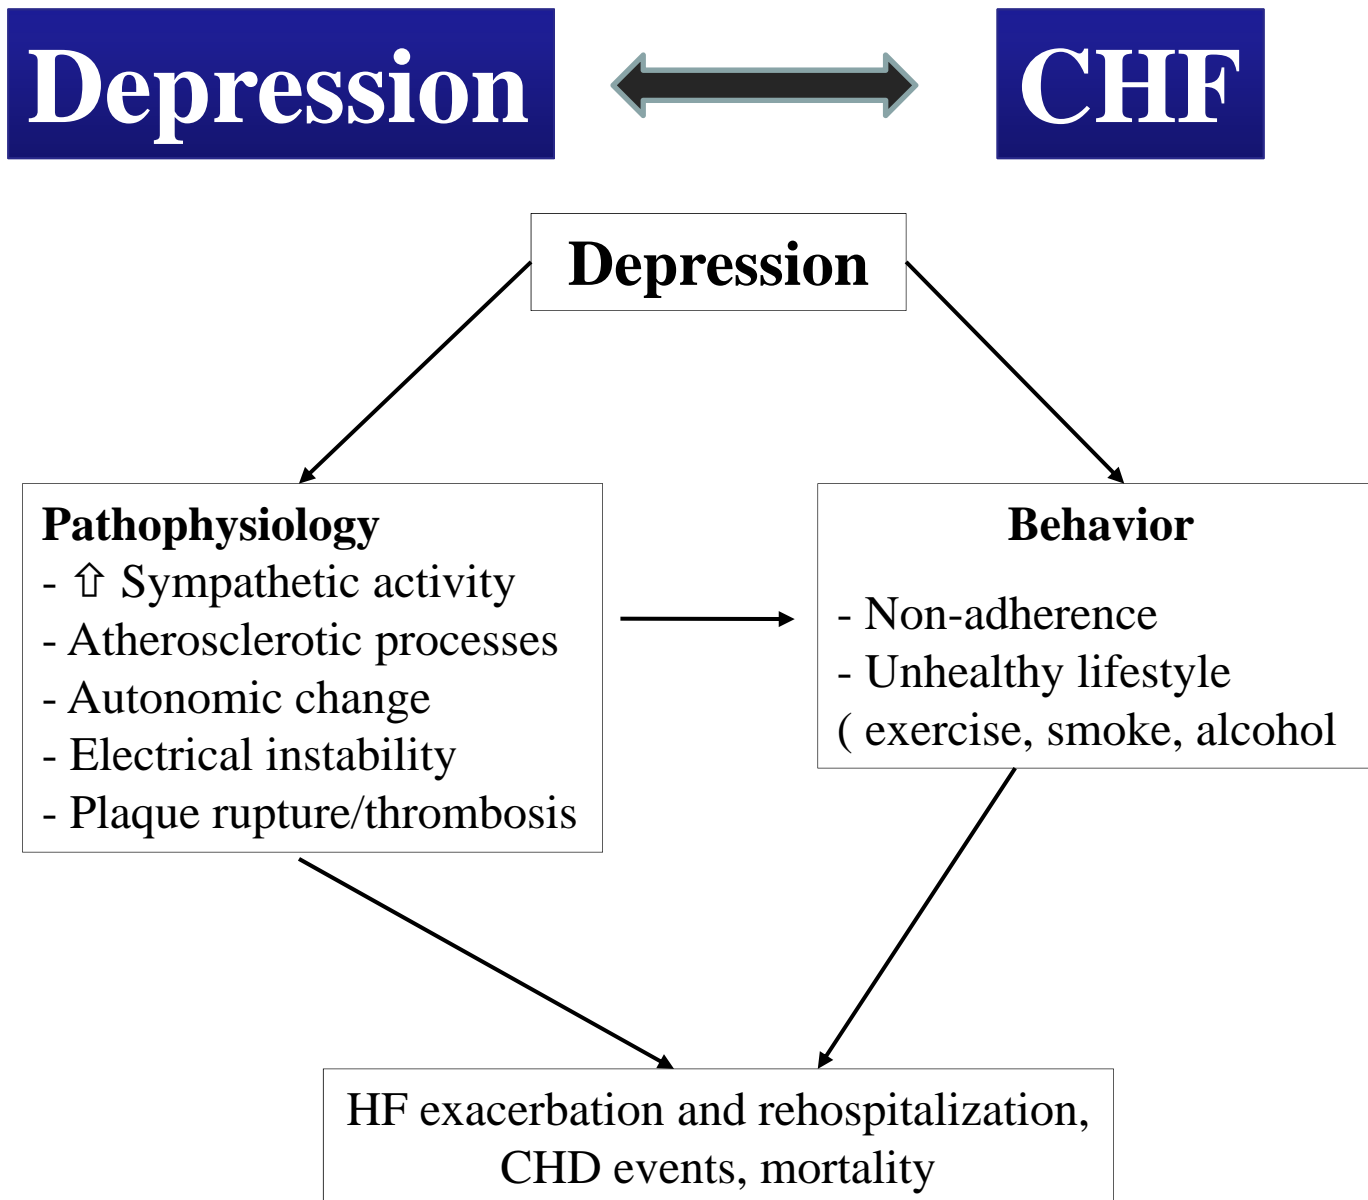 Depression
CHF
Depression
Pathophysiology
- ⇧ Sympathetic activity
- Atherosclerotic processes
- Autonomic change
- Electrical instability
- Plaque rupture/thrombosis
Behavior
- Non-adherence
- Unhealthy lifestyle
( exercise, smoke, alcohol
HF exacerbation and rehospitalization,
CHD events, mortality